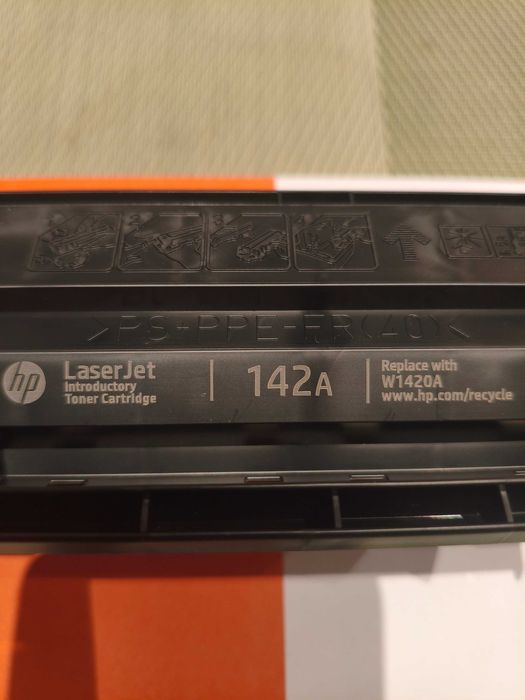 >PS-PPE-FR(40)<
hp
LaserJet
Introductory
Toner Cartridge
142A
Replace with
W1420A
www.hp.com/recycle